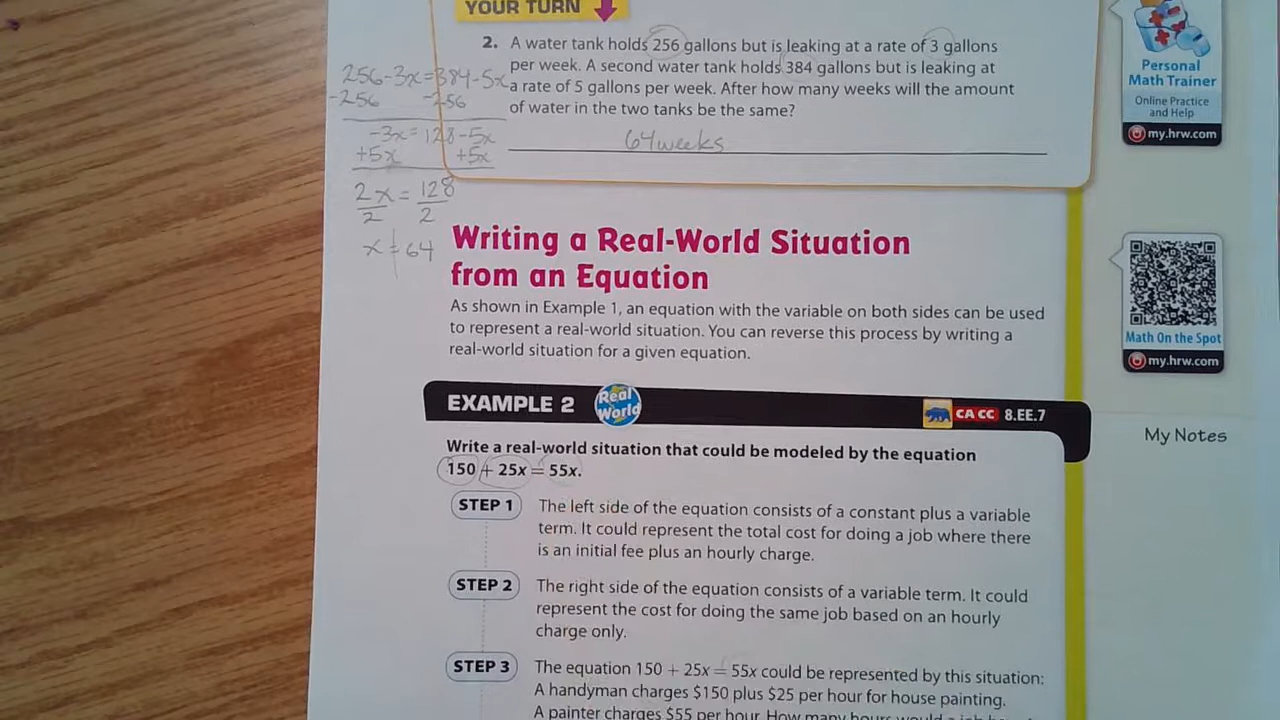 YOUR TURN
2. A water tank holds 256 gallons but is leaking at a rate of 3 gallons
per week. A second water tank holds 384 gallons but is leaking at
a rate of 5 gallons per week. After how many weeks will the amount
of water in the two tanks be the same?
64 weeks
256-3x=384-5x
-256 -256
-3x=128-5x
+5x +5x
2x = 128
2 2
x = 64
Personal
Math Trainer
Online Practice
and Help
my.hrw.com
Writing a Real-World Situation
from an Equation
As shown in Example 1, an equation with the variable on both sides can be used
to represent a real-world situation. You can reverse this process by writing a
real-world situation for a given equation.
Math On the Spot
my.hrw.com
EXAMPLE 2 Real World CA CC 8.EE.7
My Notes
Write a real-world situation that could be modeled by the equation
150 + 25x = 55x.
STEP 1 The left side of the equation consists of a constant plus a variable
term. It could represent the total cost for doing a job where there
is an initial fee plus an hourly charge.
STEP 2 The right side of the equation consists of a variable term. It could
represent the cost for doing the same job based on an hourly
charge only.
STEP 3 The equation 150 + 25x = 55x could be represented by this situation:
A handyman charges $150 plus $25 per hour for house painting.
A painter charges $55 per hour. How many hours would a job